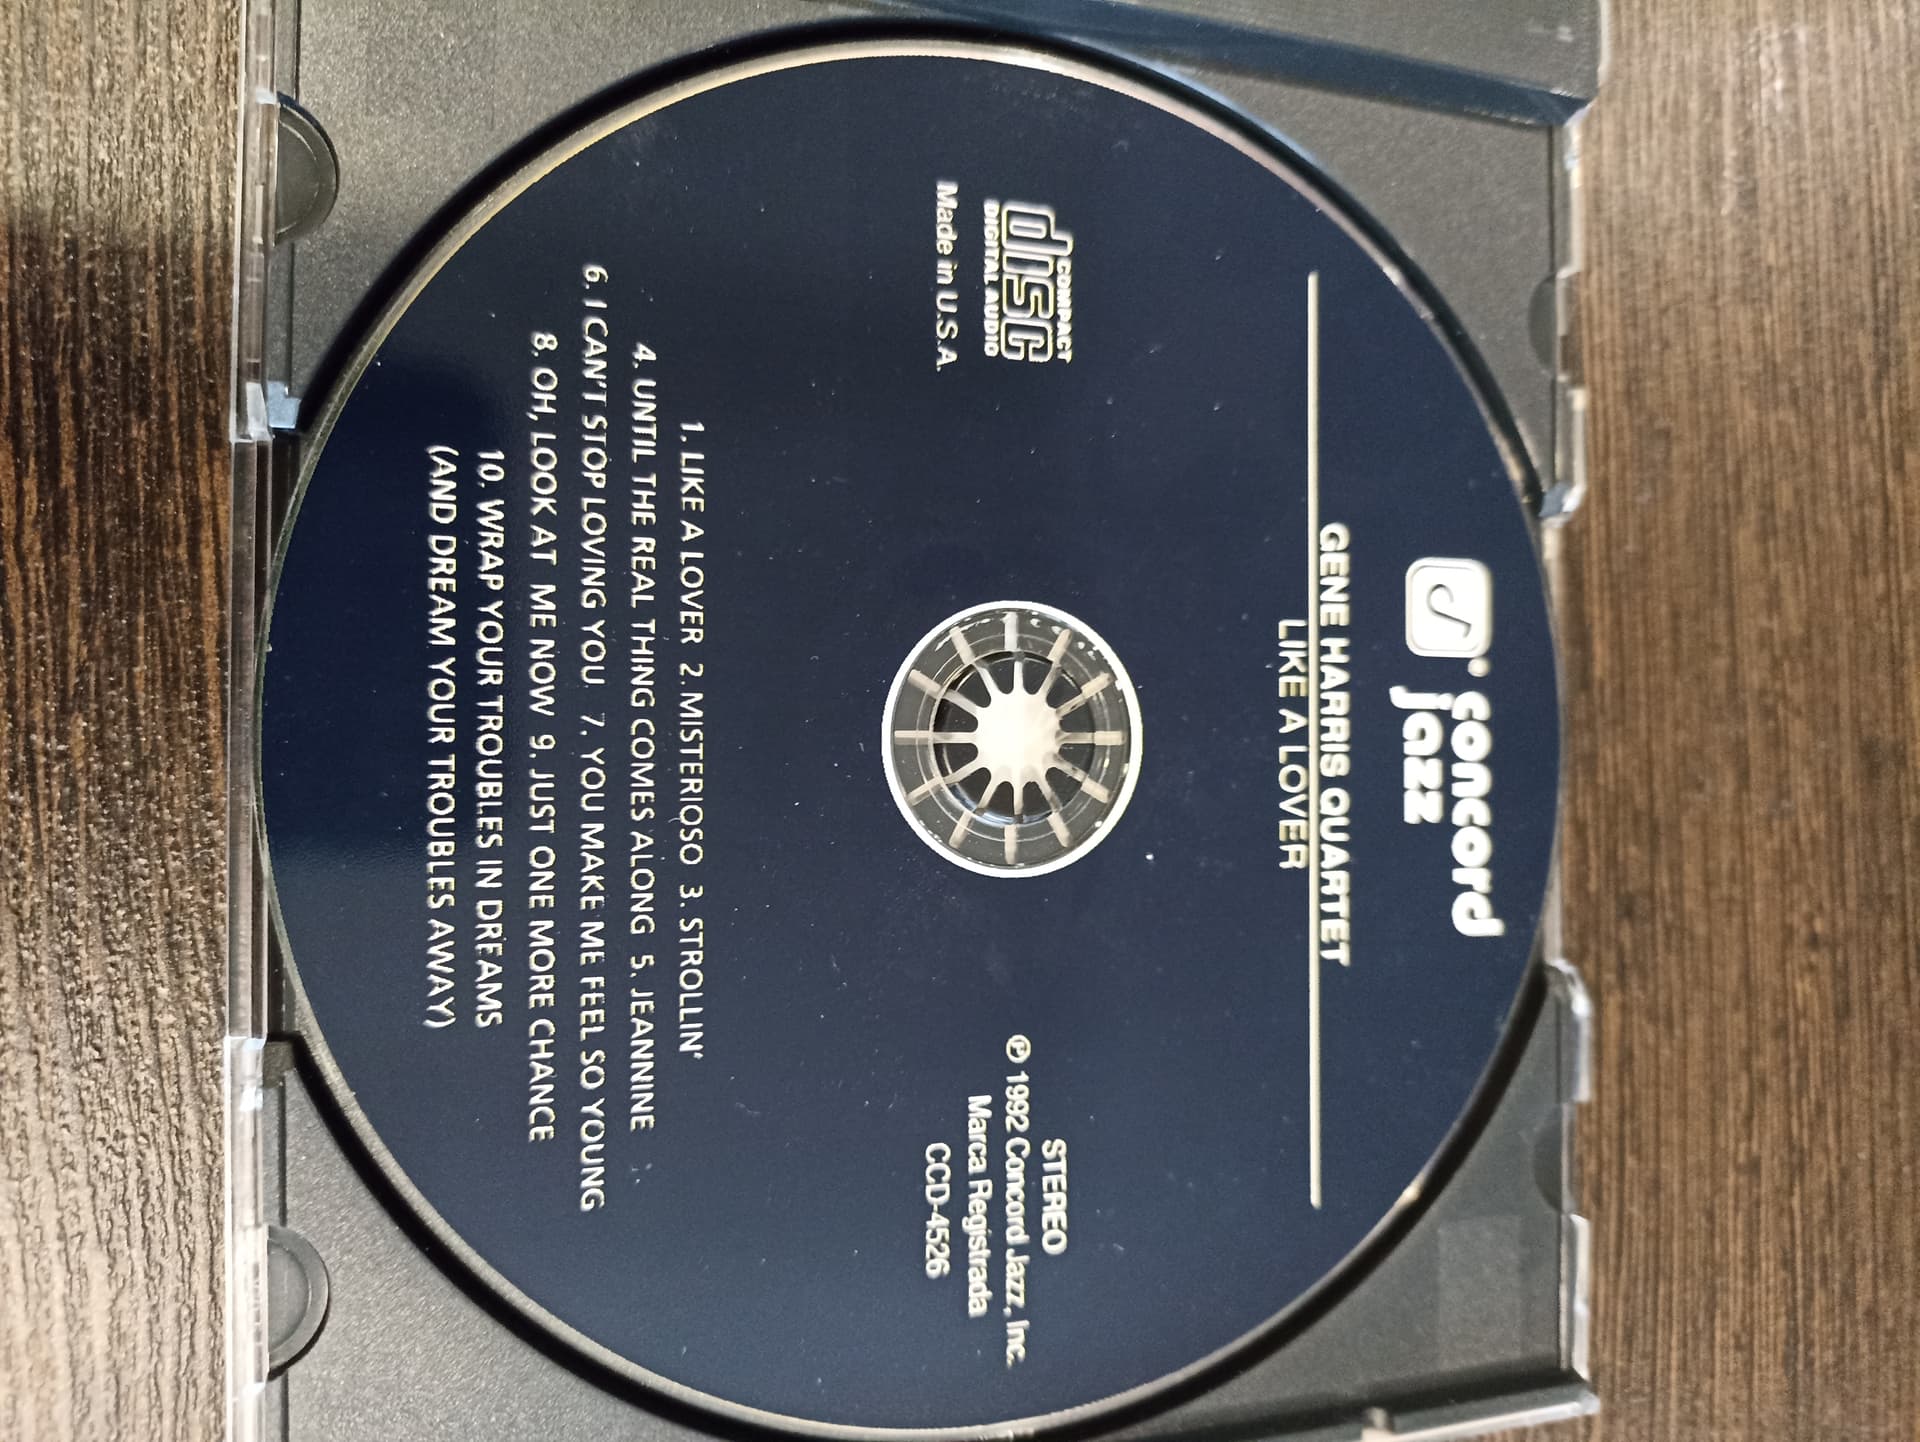 concord
jazz
GENE HARRIS QUARTET
LIKE A LOVER
COMPACT
disc
DIGITAL AUDIO
Made in U.S.A.
STEREO
℗ 1992 Concord Jazz, Inc.
Marca Registrada
CCD-4526
1. LIKE A LOVER 2. MISTERIOSO 3. STROLLIN'
4. UNTIL THE REAL THING COMES ALONG 5. JEANNINE
6. I CAN'T STOP LOVING YOU 7. YOU MAKE ME FEEL SO YOUNG
8. OH, LOOK AT ME NOW 9. JUST ONE MORE CHANCE
10. WRAP YOUR TROUBLES IN DREAMS
(AND DREAM YOUR TROUBLES AWAY)